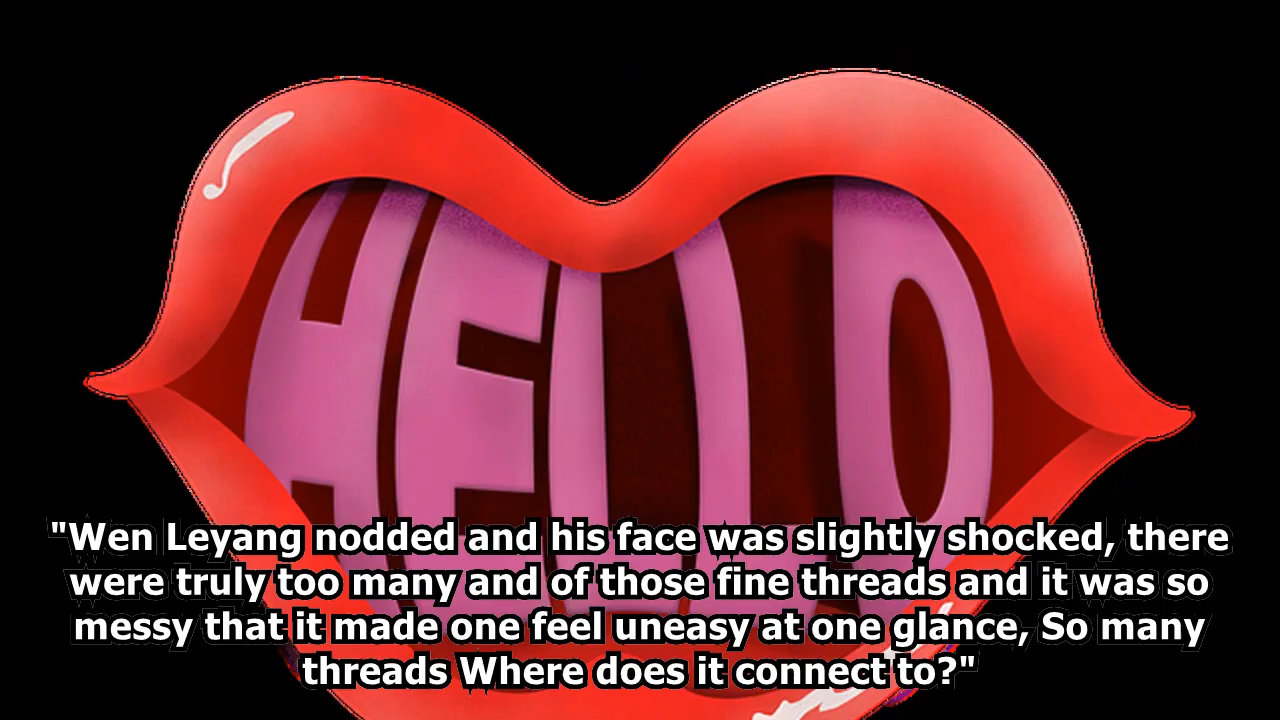 HELLO
"Wen Leyang nodded and his face was slightly shocked, there
were truly too many and of those fine threads and it was so
messy that it made one feel uneasy at one glance, So many
threads Where does it connect to?"